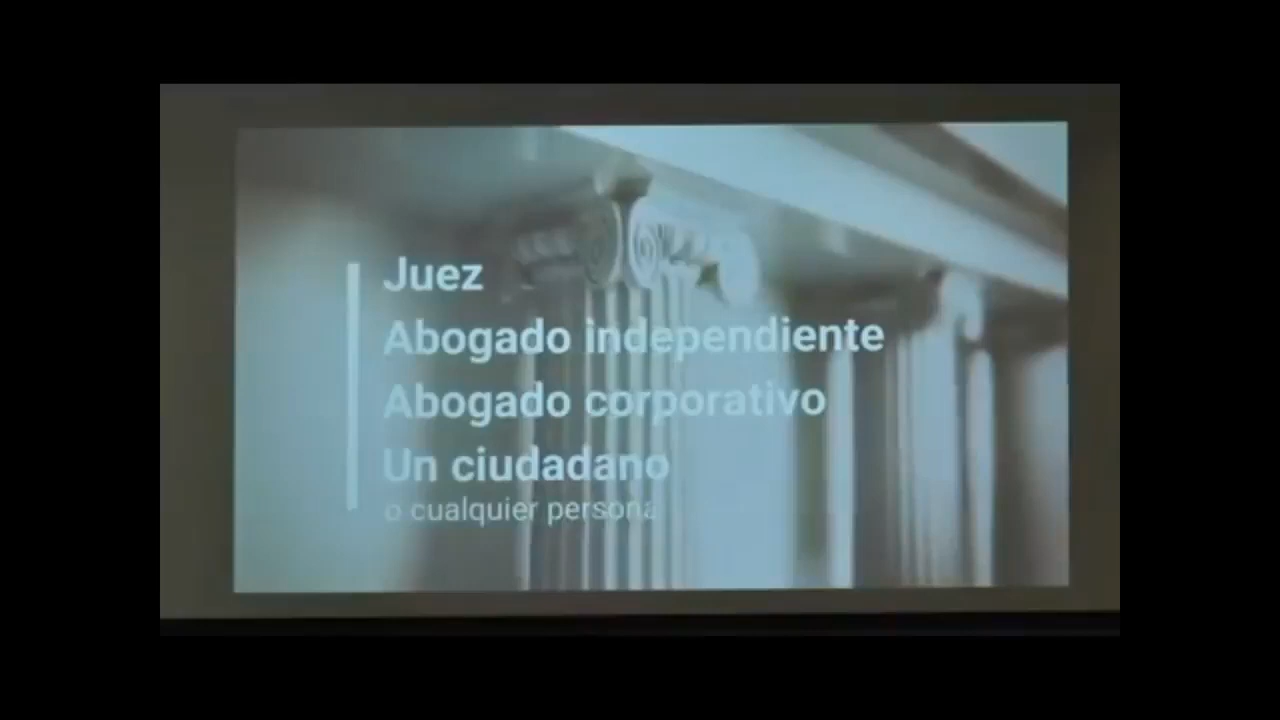 Juez
Abogado independiente
Abogado corporativo
Un ciudadano
o cualquier persona